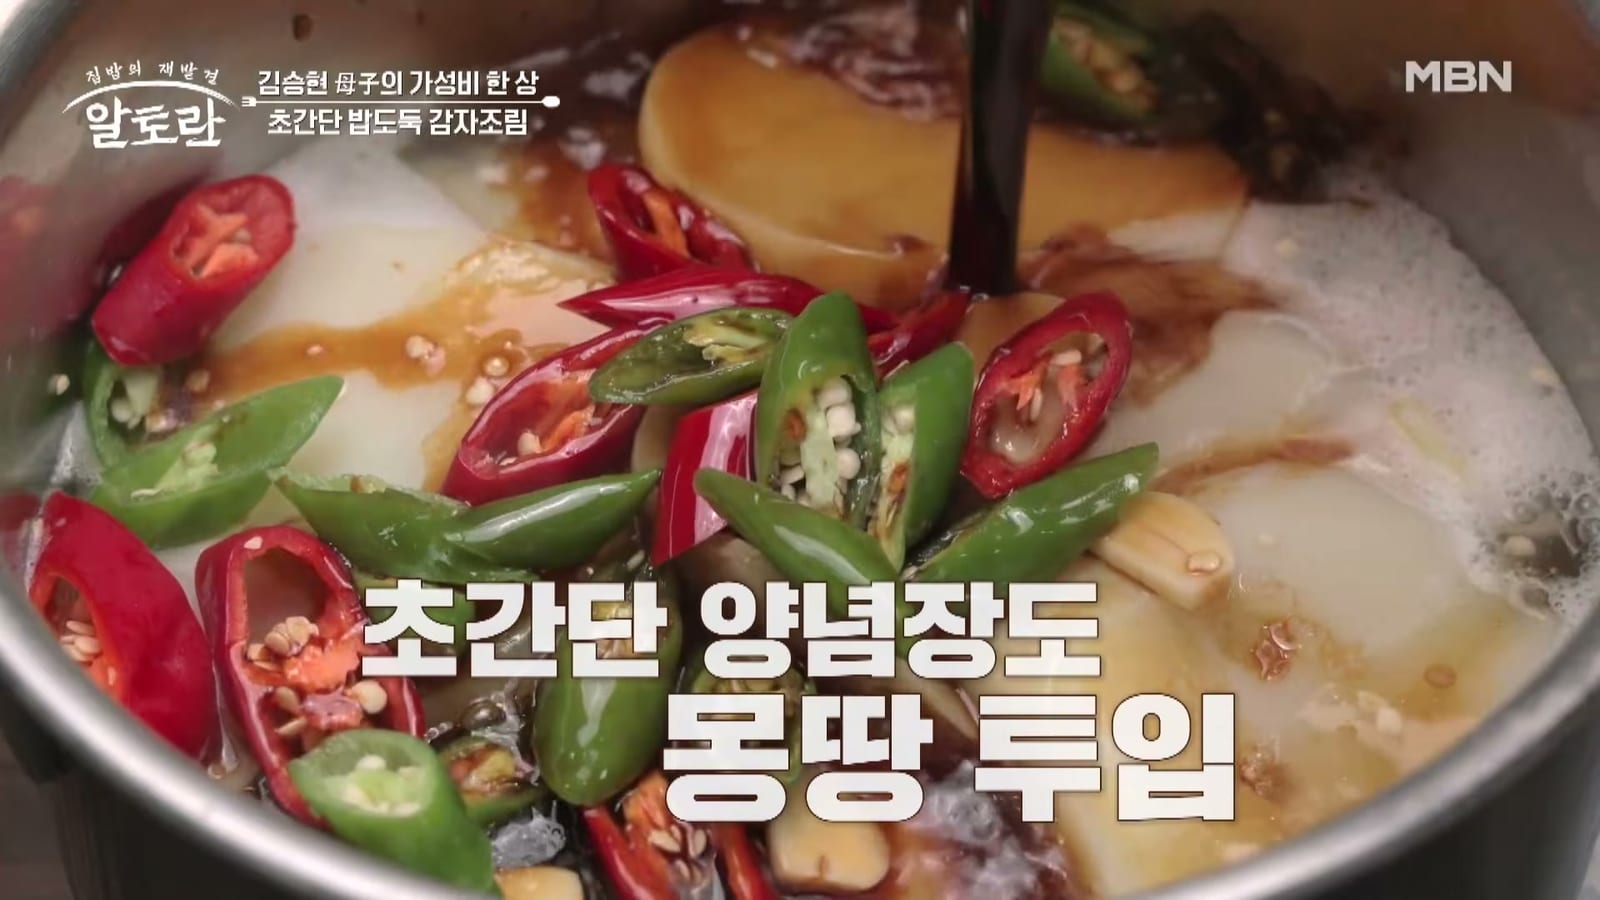 집밥의 재발견
알토란
김승현 母子의 가성비 한 상
초간단 밥도둑 감자조림
MBN
초간단 양념장도
몽땅 투입